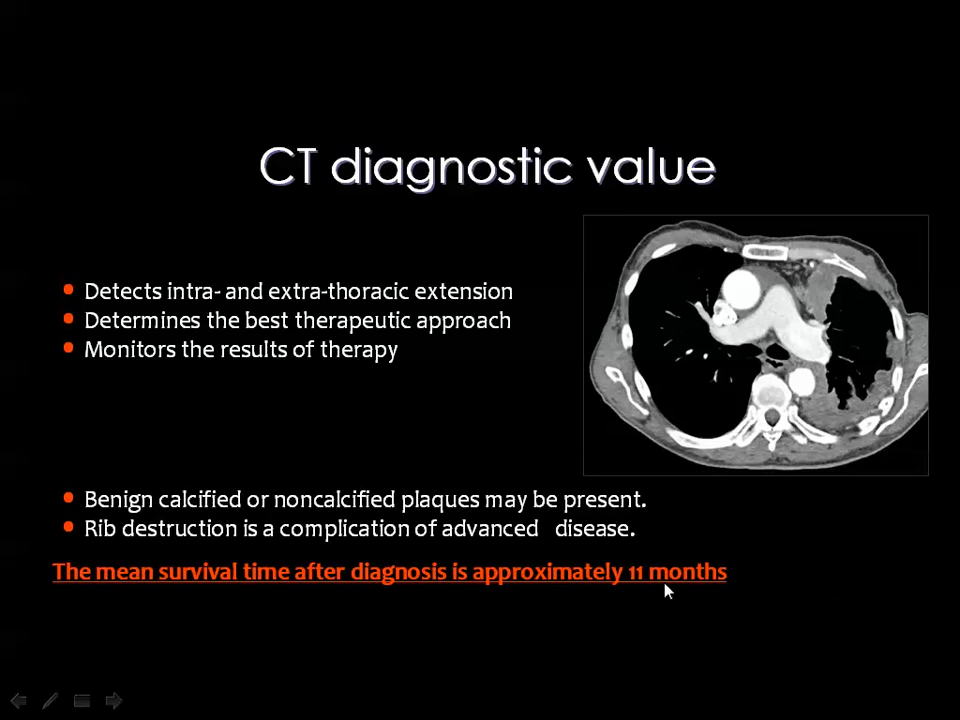 CT diagnostic value
Detects intra- and extra-thoracic extension
Determines the best therapeutic approach
Monitors the results of therapy
Benign calcified or noncalcified plaques may be present.
Rib destruction is a complication of advanced disease.
The mean survival time after diagnosis is approximately 11 months